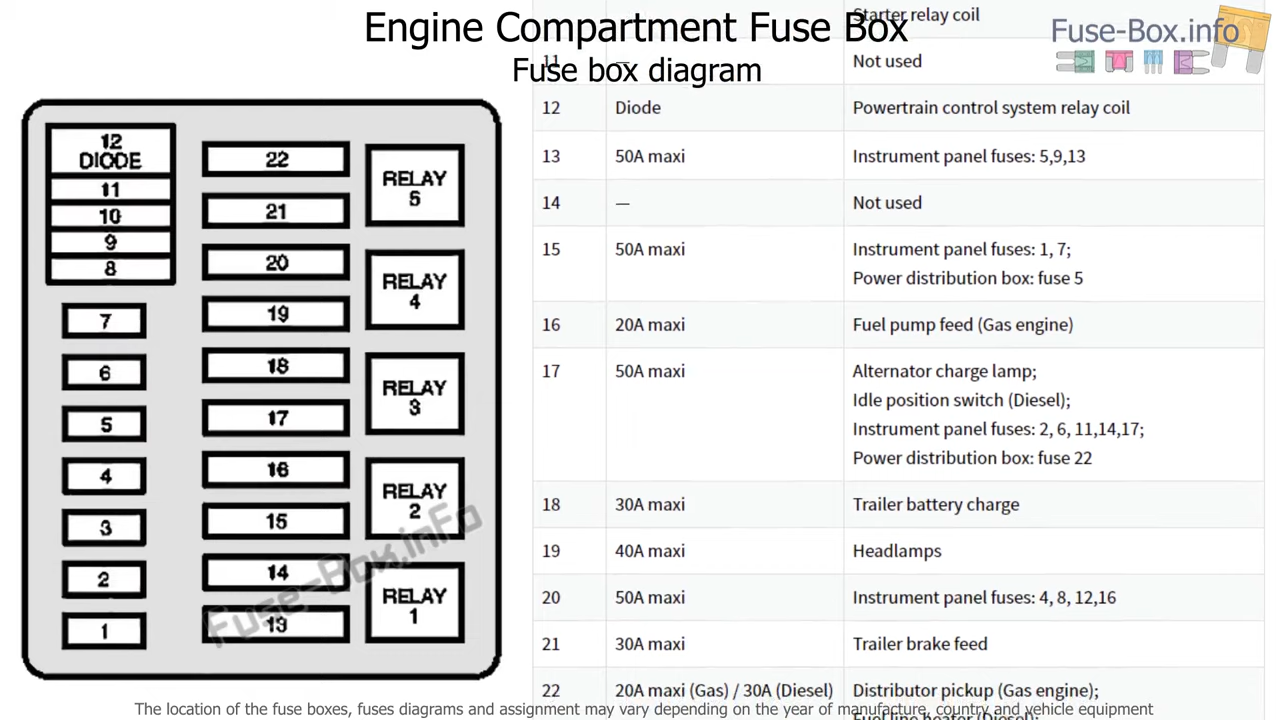 Engine Compartment Fuse Box
Fuse box diagram
Fuse-Box.info
12
DIODE
11
10
9
8
7
6
5
4
3
2
1
22
21
20
19
18
17
16
15
14
13
RELAY
5
RELAY
4
RELAY
3
RELAY
2
RELAY
1
Fuse-Box.inFo
Starter relay coil
11 — Not used
12 Diode Powertrain control system relay coil
13 50A maxi Instrument panel fuses: 5,9,13
14 — Not used
15 50A maxi Instrument panel fuses: 1, 7;
Power distribution box: fuse 5
16 20A maxi Fuel pump feed (Gas engine)
17 50A maxi Alternator charge lamp;
Idle position switch (Diesel);
Instrument panel fuses: 2, 6, 11,14,17;
Power distribution box: fuse 22
18 30A maxi Trailer battery charge
19 40A maxi Headlamps
20 50A maxi Instrument panel fuses: 4, 8, 12,16
21 30A maxi Trailer brake feed
22 20A maxi (Gas) / 30A (Diesel) Distributor pickup (Gas engine);
Fuel line heater (Diesel);
The location of the fuse boxes, fuses diagrams and assignment may vary depending on the year of manufacture, country and vehicle equipment